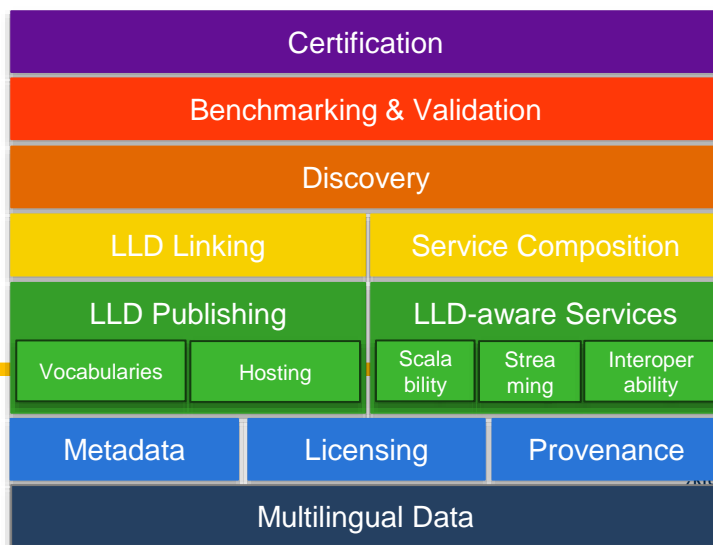 Certification
Benchmarking & Validation
Discovery
LLD Linking
Service Composition
LLD Publishing
LLD-aware Services
Vocabularies
Hosting
Scala
bility
Strea
ming
Interoper
ability
Metadata
Licensing
Provenance
Multilingual Data